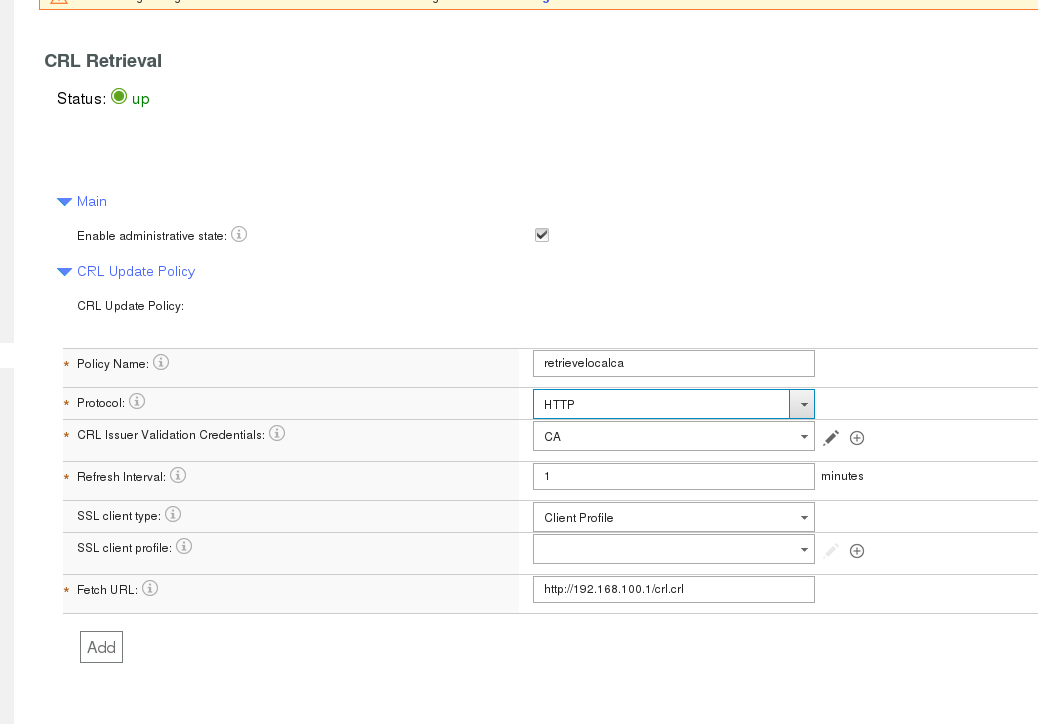 CRL Retrieval
Status: up
Main
Enable administrative state:
CRL Update Policy
CRL Update Policy:
* Policy Name: retrievelocalca
* Protocol: HTTP
* CRL Issuer Validation Credentials: CA
* Refresh Interval: 1 minutes
SSL client type: Client Profile
SSL client profile:
* Fetch URL: http://192.168.100.1/crl.crl
Add